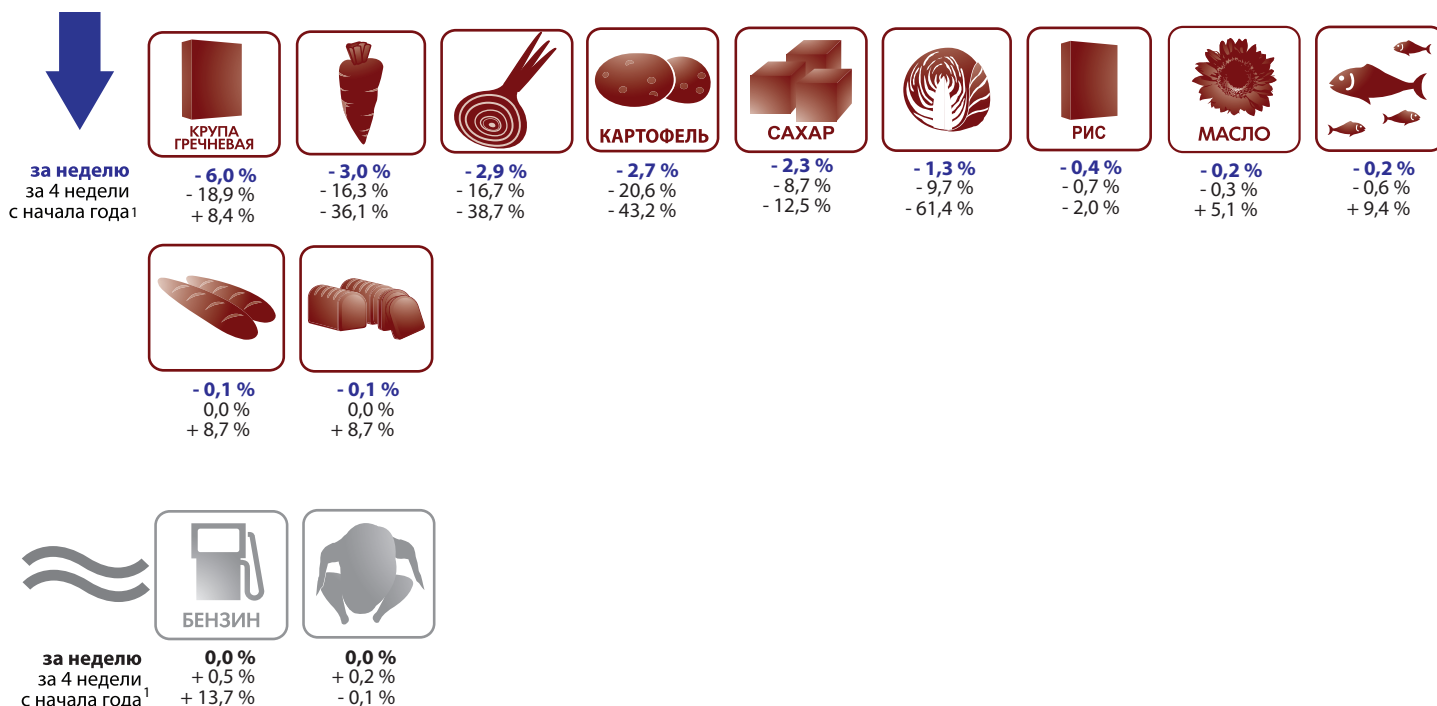 КРУПА
ГРЕЧНЕВАЯ
КАРТОФЕЛЬ
САХАР
РИС
МАСЛО
за неделю - 6,0 % - 3,0 % - 2,9 % - 2,7 % - 2,3 % - 1,3 % - 0,4 % - 0,2 % - 0,2 %
за 4 недели - 18,9 % - 16,3 % - 16,7 % - 20,6 % - 8,7 % - 9,7 % - 0,7 % - 0,3 % - 0,6 %
с начала года1 + 8,4 % - 36,1 % - 38,7 % - 43,2 % - 12,5 % - 61,4 % - 2,0 % + 5,1 % + 9,4 %
- 0,1 % - 0,1 %
0,0 % 0,0 %
+ 8,7 % + 8,7 %
БЕНЗИН
за неделю 0,0 % 0,0 %
за 4 недели + 0,5 % + 0,2 %
с начала года1 + 13,7 % - 0,1 %